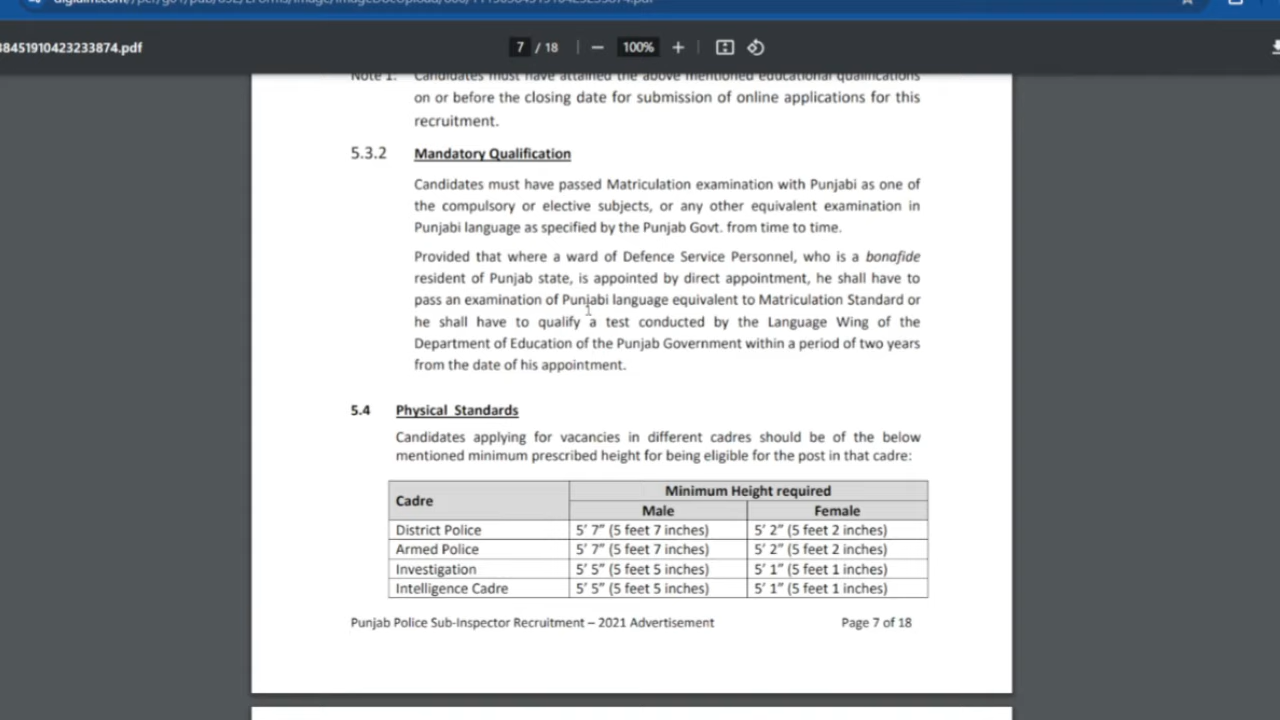 38451910423233874.pdf
7 / 18
100%
Note 1. Candidates must have attained the above mentioned educational qualifications
on or before the closing date for submission of online applications for this
recruitment.
5.3.2 Mandatory Qualification
Candidates must have passed Matriculation examination with Punjabi as one of
the compulsory or elective subjects, or any other equivalent examination in
Punjabi language as specified by the Punjab Govt. from time to time.
Provided that where a ward of Defence Service Personnel, who is a bonafide
resident of Punjab state, is appointed by direct appointment, he shall have to
pass an examination of Punjabi language equivalent to Matriculation Standard or
he shall have to qualify a test conducted by the Language Wing of the
Department of Education of the Punjab Government within a period of two years
from the date of his appointment.
5.4 Physical Standards
Candidates applying for vacancies in different cadres should be of the below
mentioned minimum prescribed height for being eligible for the post in that cadre:
Cadre Minimum Height required
Male Female
District Police 5' 7” (5 feet 7 inches) 5' 2” (5 feet 2 inches)
Armed Police 5' 7” (5 feet 7 inches) 5' 2” (5 feet 2 inches)
Investigation 5' 5” (5 feet 5 inches) 5' 1” (5 feet 1 inches)
Intelligence Cadre 5' 5” (5 feet 5 inches) 5' 1” (5 feet 1 inches)
Punjab Police Sub-Inspector Recruitment – 2021 Advertisement Page 7 of 18